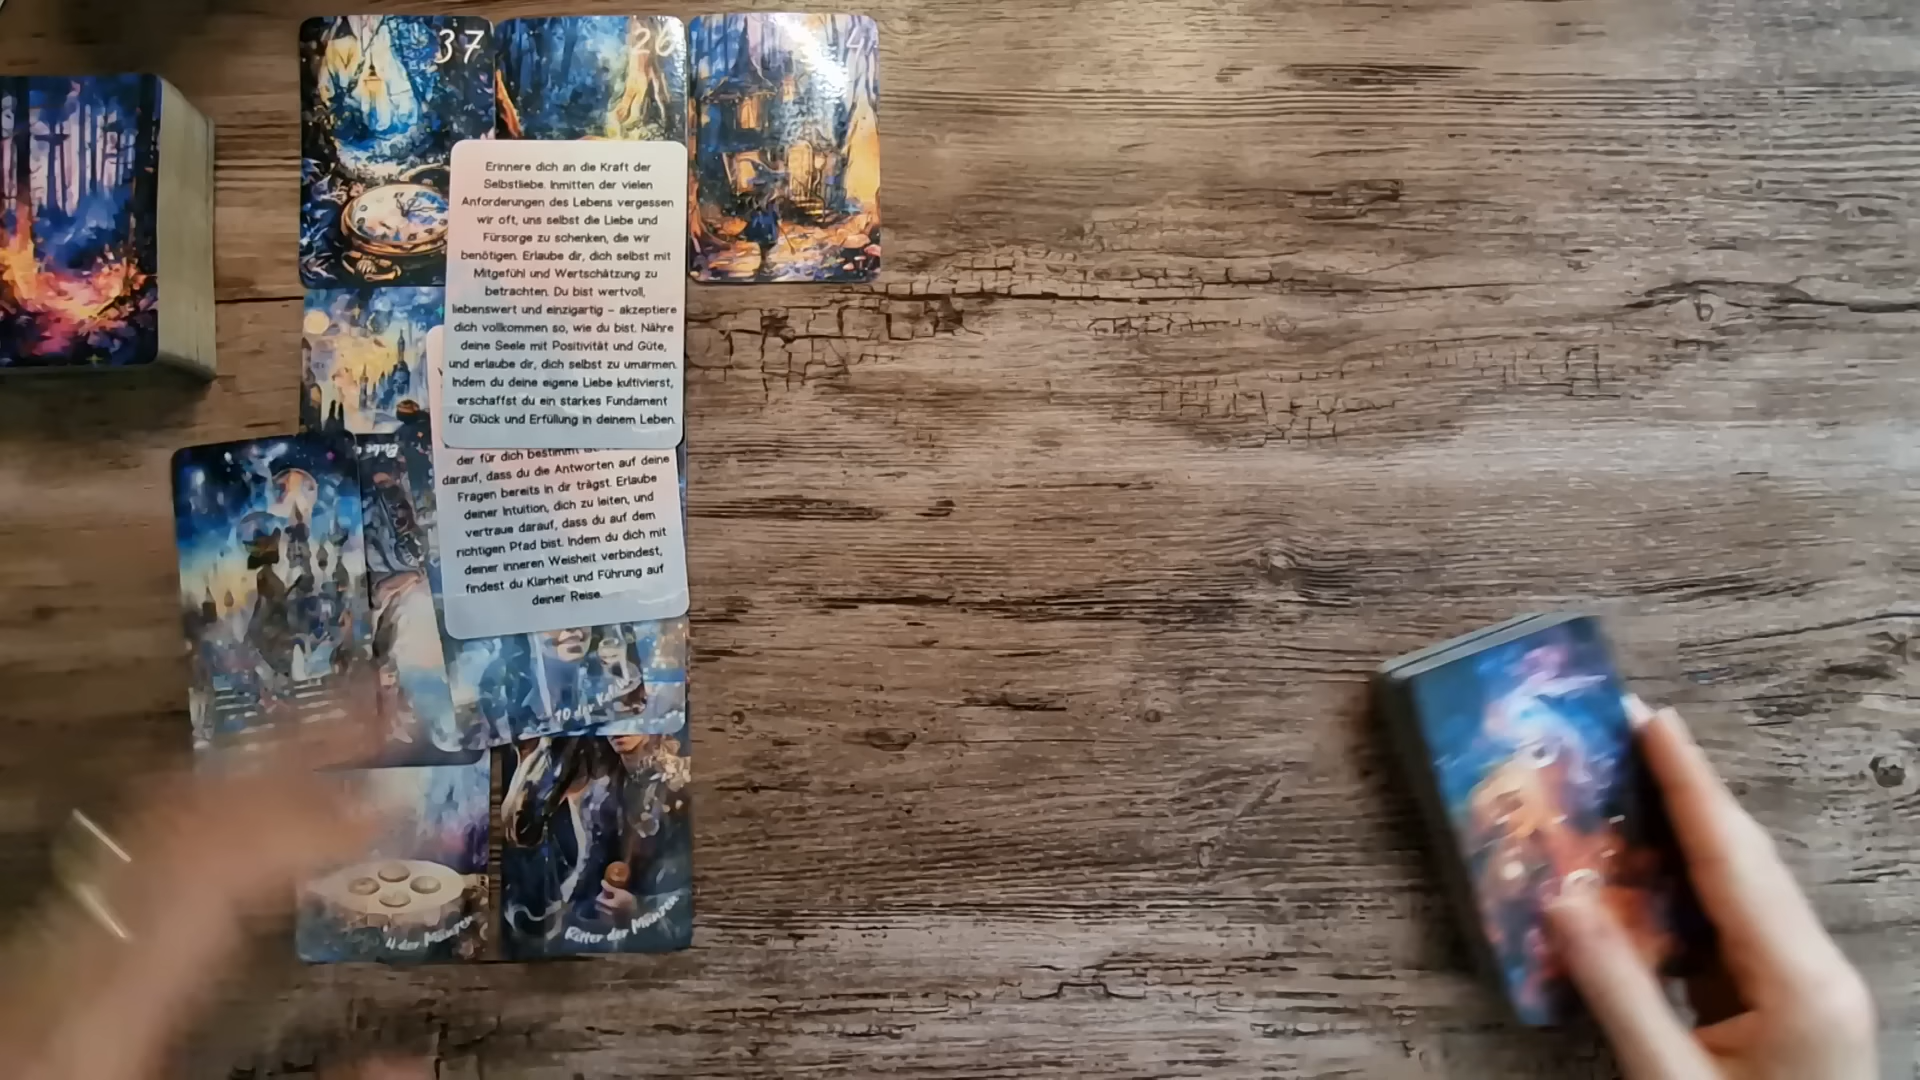 37
26
4
Erinnere dich an die Kraft der
Selbstliebe. Inmitten der vielen
Anforderungen des Lebens vergessen
wir oft, uns selbst die Liebe und
Fürsorge zu schenken, die wir
benötigen. Erlaube dir, dich selbst mit
Mitgefühl und Wertschätzung zu
betrachten. Du bist wertvoll,
liebenswert und einzigartig – akzeptiere
dich vollkommen so, wie du bist. Nähre
deine Seele mit Positivität und Güte,
und erlaube dir, dich selbst zu umarmen.
Indem du deine eigene Liebe kultivierst,
erschaffst du ein starkes Fundament
für Glück und Erfüllung in deinem Leben.
der für dich bestimmt
darauf, dass du die Antworten auf deine
Fragen bereits in dir trägst. Erlaube
deiner Intuition, dich zu leiten, und
vertraue darauf, dass du auf dem
richtigen Pfad bist. Indem du dich mit
deiner inneren Weisheit verbindest,
findest du Klarheit und Führung auf
deiner Reise.
10 der
4 der Münzen
Ritter der Münzen